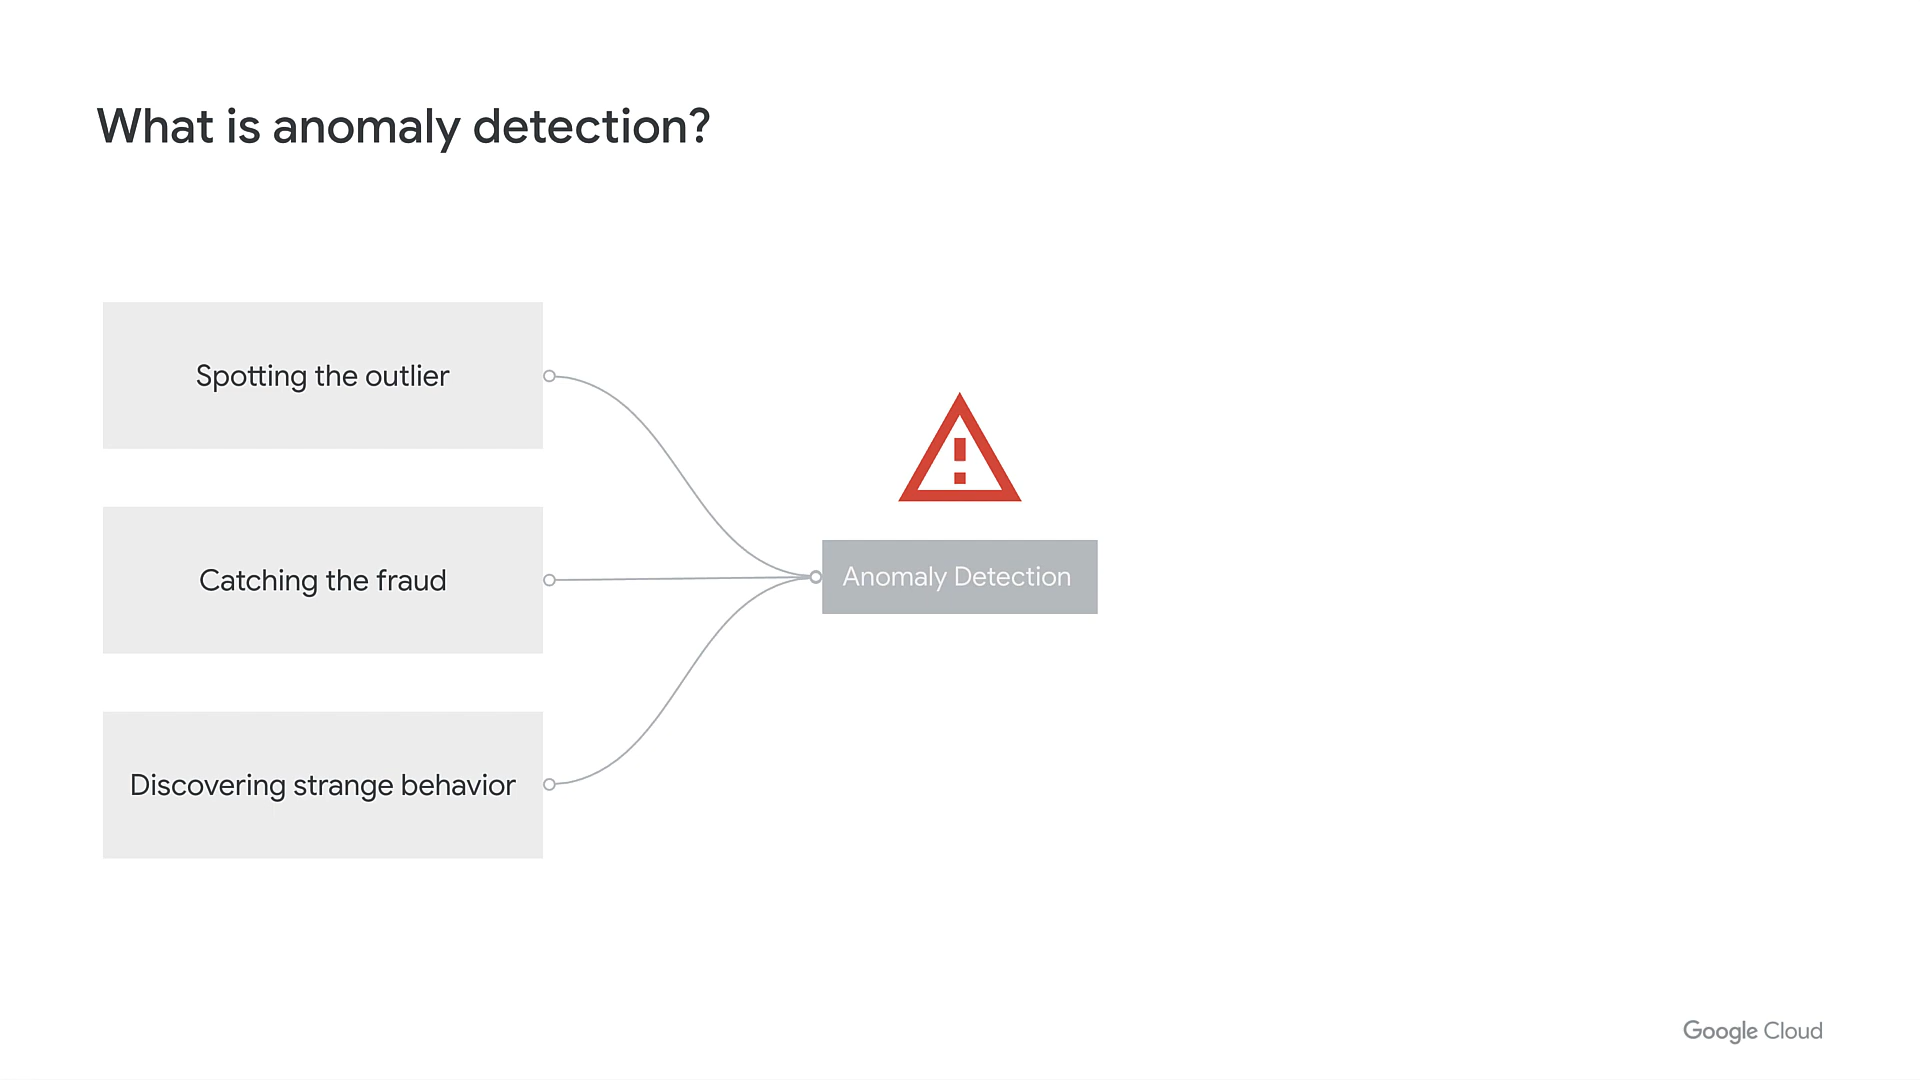 What is anomaly detection?
Spotting the outlier
Catching the fraud
Discovering strange behavior
Anomaly Detection
Google Cloud